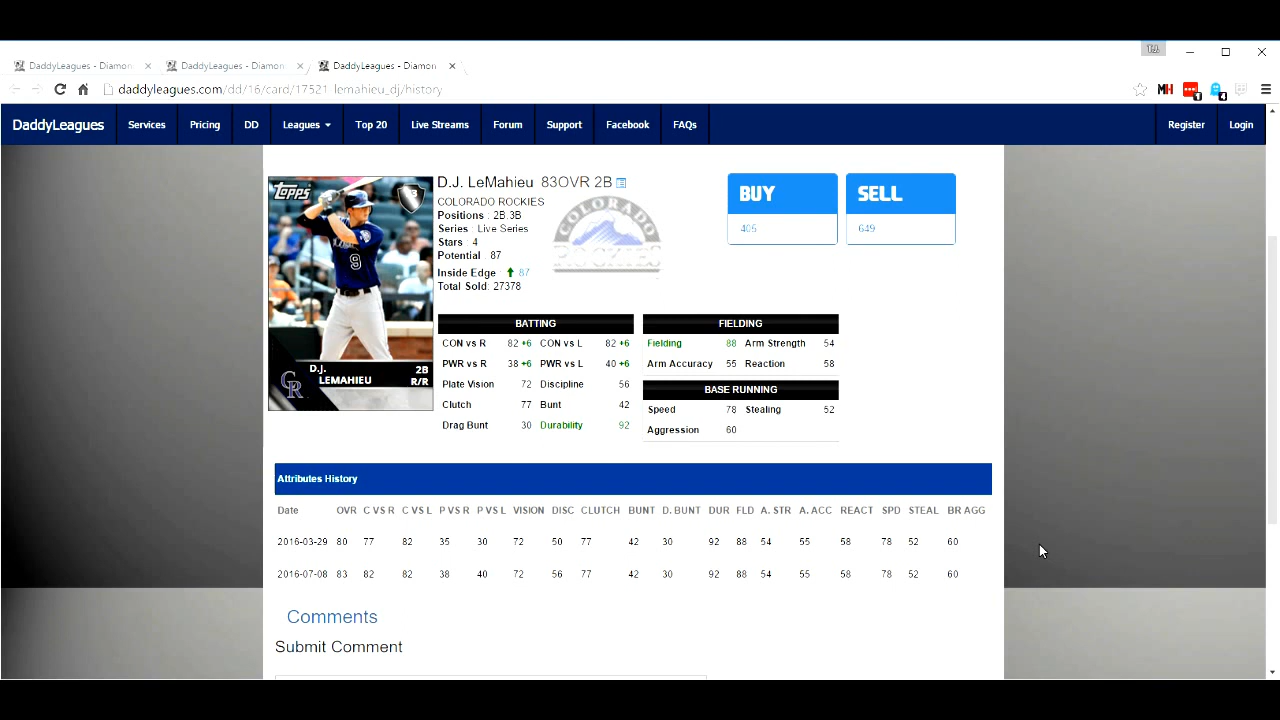 TJ.
DaddyLeagues - Diamon
DaddyLeagues - Diamon
DaddyLeagues - Diamon
daddyleagues.com/dd/16/card/17521-lemahieu_dj/history
MH
1
4
DaddyLeagues Services Pricing DD Leagues Top 20 Live Streams Forum Support Facebook FAQs Register Login
TOPPS
9
D.J.
LEMAHIEU
2B
R/R
CR
D.J. LeMahieu 83OVR 2B
COLORADO ROCKIES
Positions : 2B,3B
Series : Live Series
Stars : 4
Potential : 87
Inside Edge : 87
Total Sold: 27378
COLORADO
ROCKIES
BUY
405
SELL
649
BATTING
CON vs R 82 +6 CON vs L 82 +6
PWR vs R 38 +6 PWR vs L 40 +6
Plate Vision 72 Discipline 56
Clutch 77 Bunt 42
Drag Bunt 30 Durability 92
FIELDING
Fielding 88 Arm Strength 54
Arm Accuracy 55 Reaction 58
BASE RUNNING
Speed 78 Stealing 52
Aggression 60
Attributes History
Date OVR C VS R C VS L P VS R P VS L VISION DISC CLUTCH BUNT D. BUNT DUR FLD A. STR A. ACC REACT SPD STEAL BR AGG
2016-03-29 80 77 82 35 30 72 50 77 42 30 92 88 54 55 58 78 52 60
2016-07-08 83 82 82 38 40 72 56 77 42 30 92 88 54 55 58 78 52 60
Comments
Submit Comment